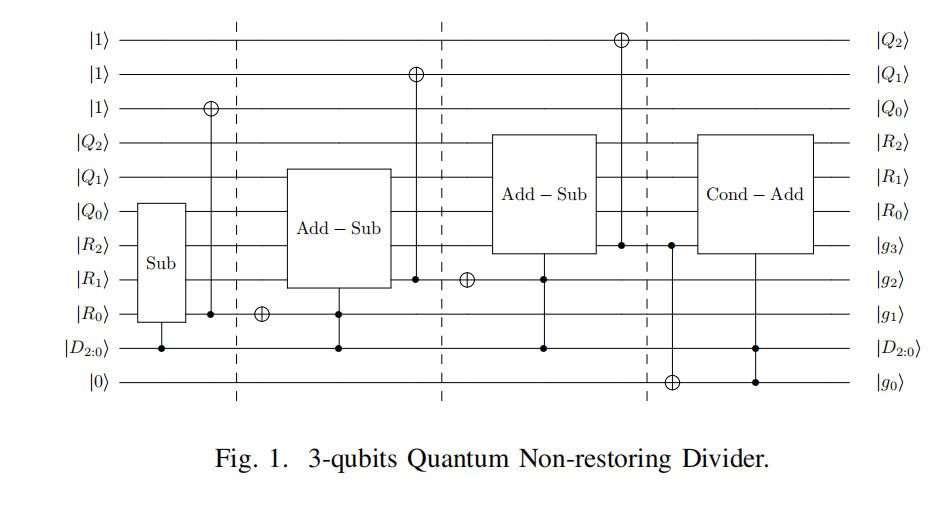 |1⟩ |Q₂⟩
|1⟩ |Q₁⟩
|1⟩ |Q₀⟩
|Q₂⟩ |R₂⟩
|Q₁⟩ Add − Sub Cond − Add |R₁⟩
|Q₀⟩ Add − Sub |R₀⟩
|R₂⟩ Sub |g₃⟩
|R₁⟩ |g₂⟩
|R₀⟩ |g₁⟩
|D₂:₀⟩ |D₂:₀⟩
|0⟩ |g₀⟩
Fig. 1. 3-qubits Quantum Non-restoring Divider.